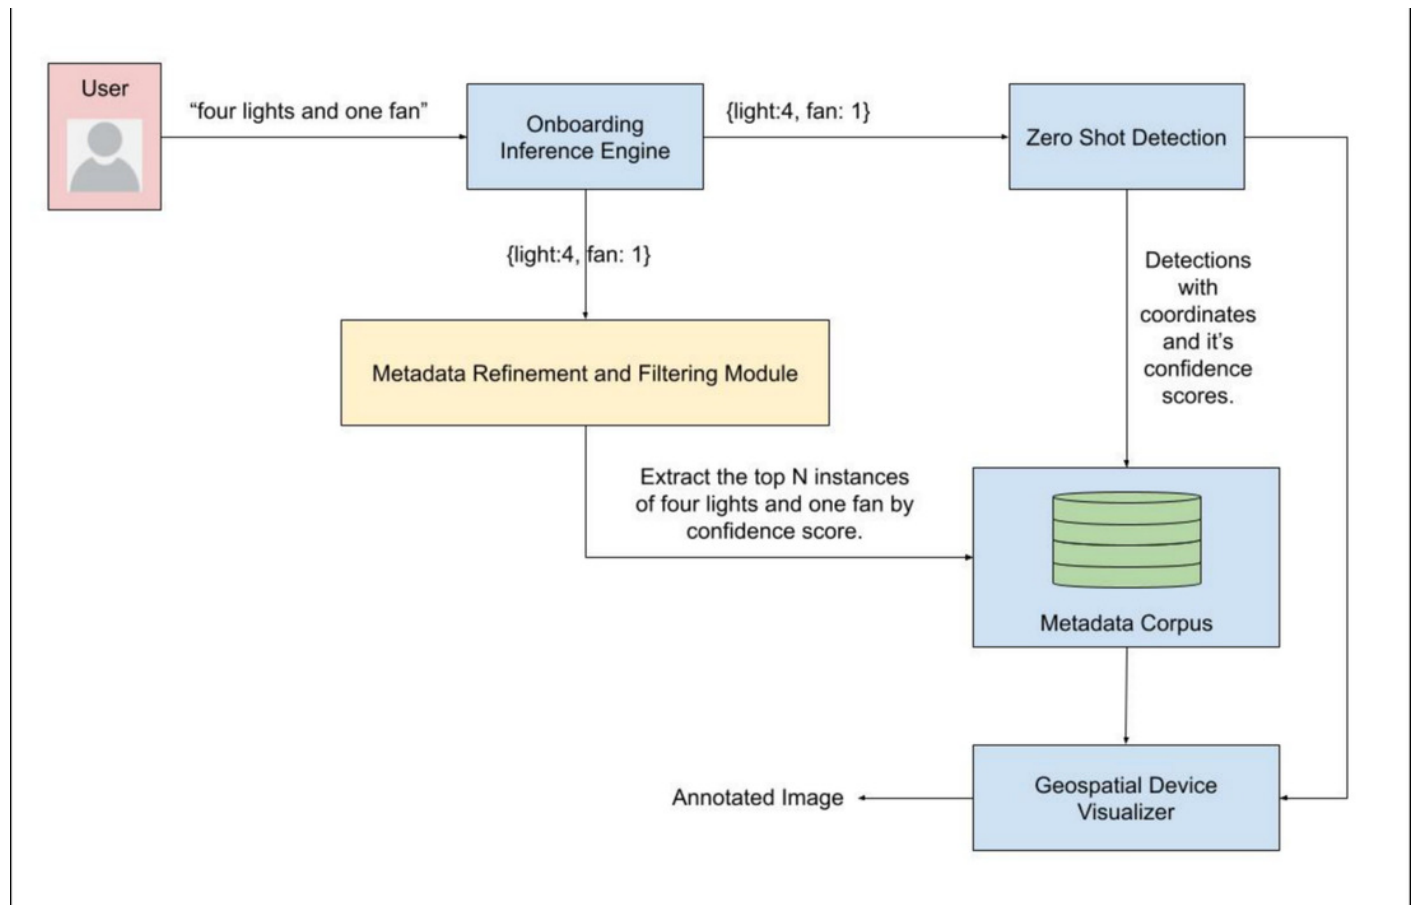 User
“four lights and one fan”
Onboarding
Inference Engine
{light:4, fan: 1}
Zero Shot Detection
{light:4, fan: 1}
Detections
with
coordinates
and it’s
confidence
scores.
Metadata Refinement and Filtering Module
Extract the top N instances
of four lights and one fan by
confidence score.
Metadata Corpus
Geospatial Device
Visualizer
Annotated Image